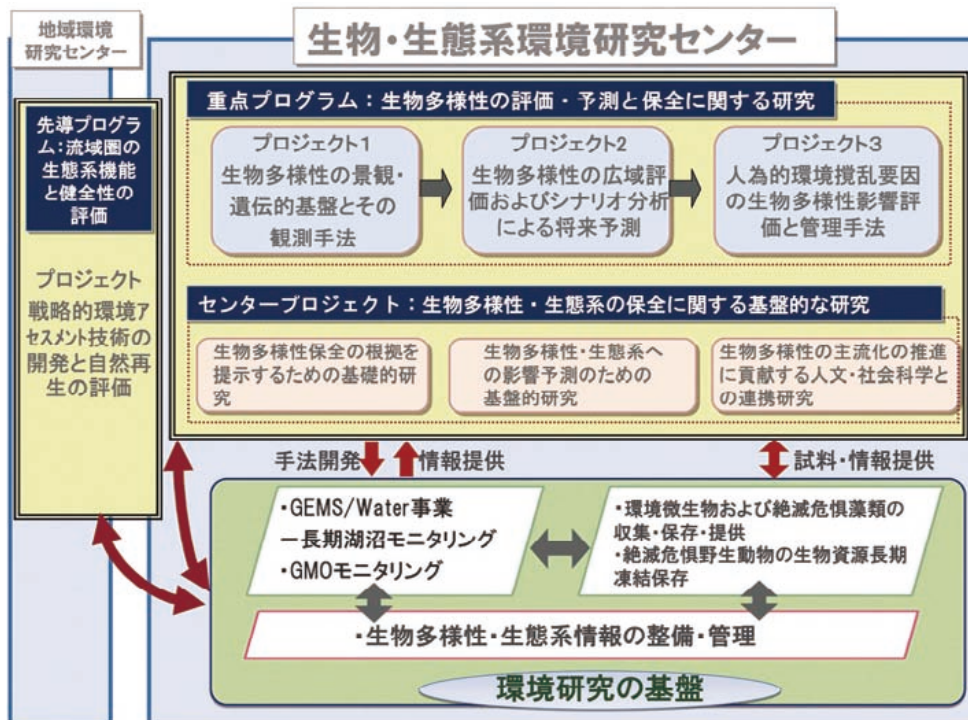 地域環境
研究センター
生物・生態系環境研究センター
先導プログラ
ム：流域圏の
生態系機能
と健全性の
評価
プロジェクト
戦略的環境ア
セスメント技術の
開発と自然再
生の評価
重点プログラム：生物多様性の評価・予測と保全に関する研究
プロジェクト1
生物多様性の景観・
遺伝的基盤とその
観測手法
プロジェクト2
生物多様性の広域評
価およびシナリオ分析
による将来予測
プロジェクト3
人為的環境撹乱要因
の生物多様性影響評
価と管理手法
センタープロジェクト：生物多様性・生態系の保全に関する基盤的な研究
生物多様性保全の根拠を
提示するための基礎的研
究
生物多様性・生態系へ
の影響予測のための
基盤的研究
生物多様性の主流化の推進
に貢献する人文・社会科学と
の連携研究
手法開発
情報提供
試料・情報提供
・GEMS/Water事業
―長期湖沼モニタリング
・GMOモニタリング
・環境微生物および絶滅危惧藻類の
収集・保存・提供
・絶滅危惧野生動物の生物資源長期
凍結保存
・生物多様性・生態系情報の整備・管理
環境研究の基盤